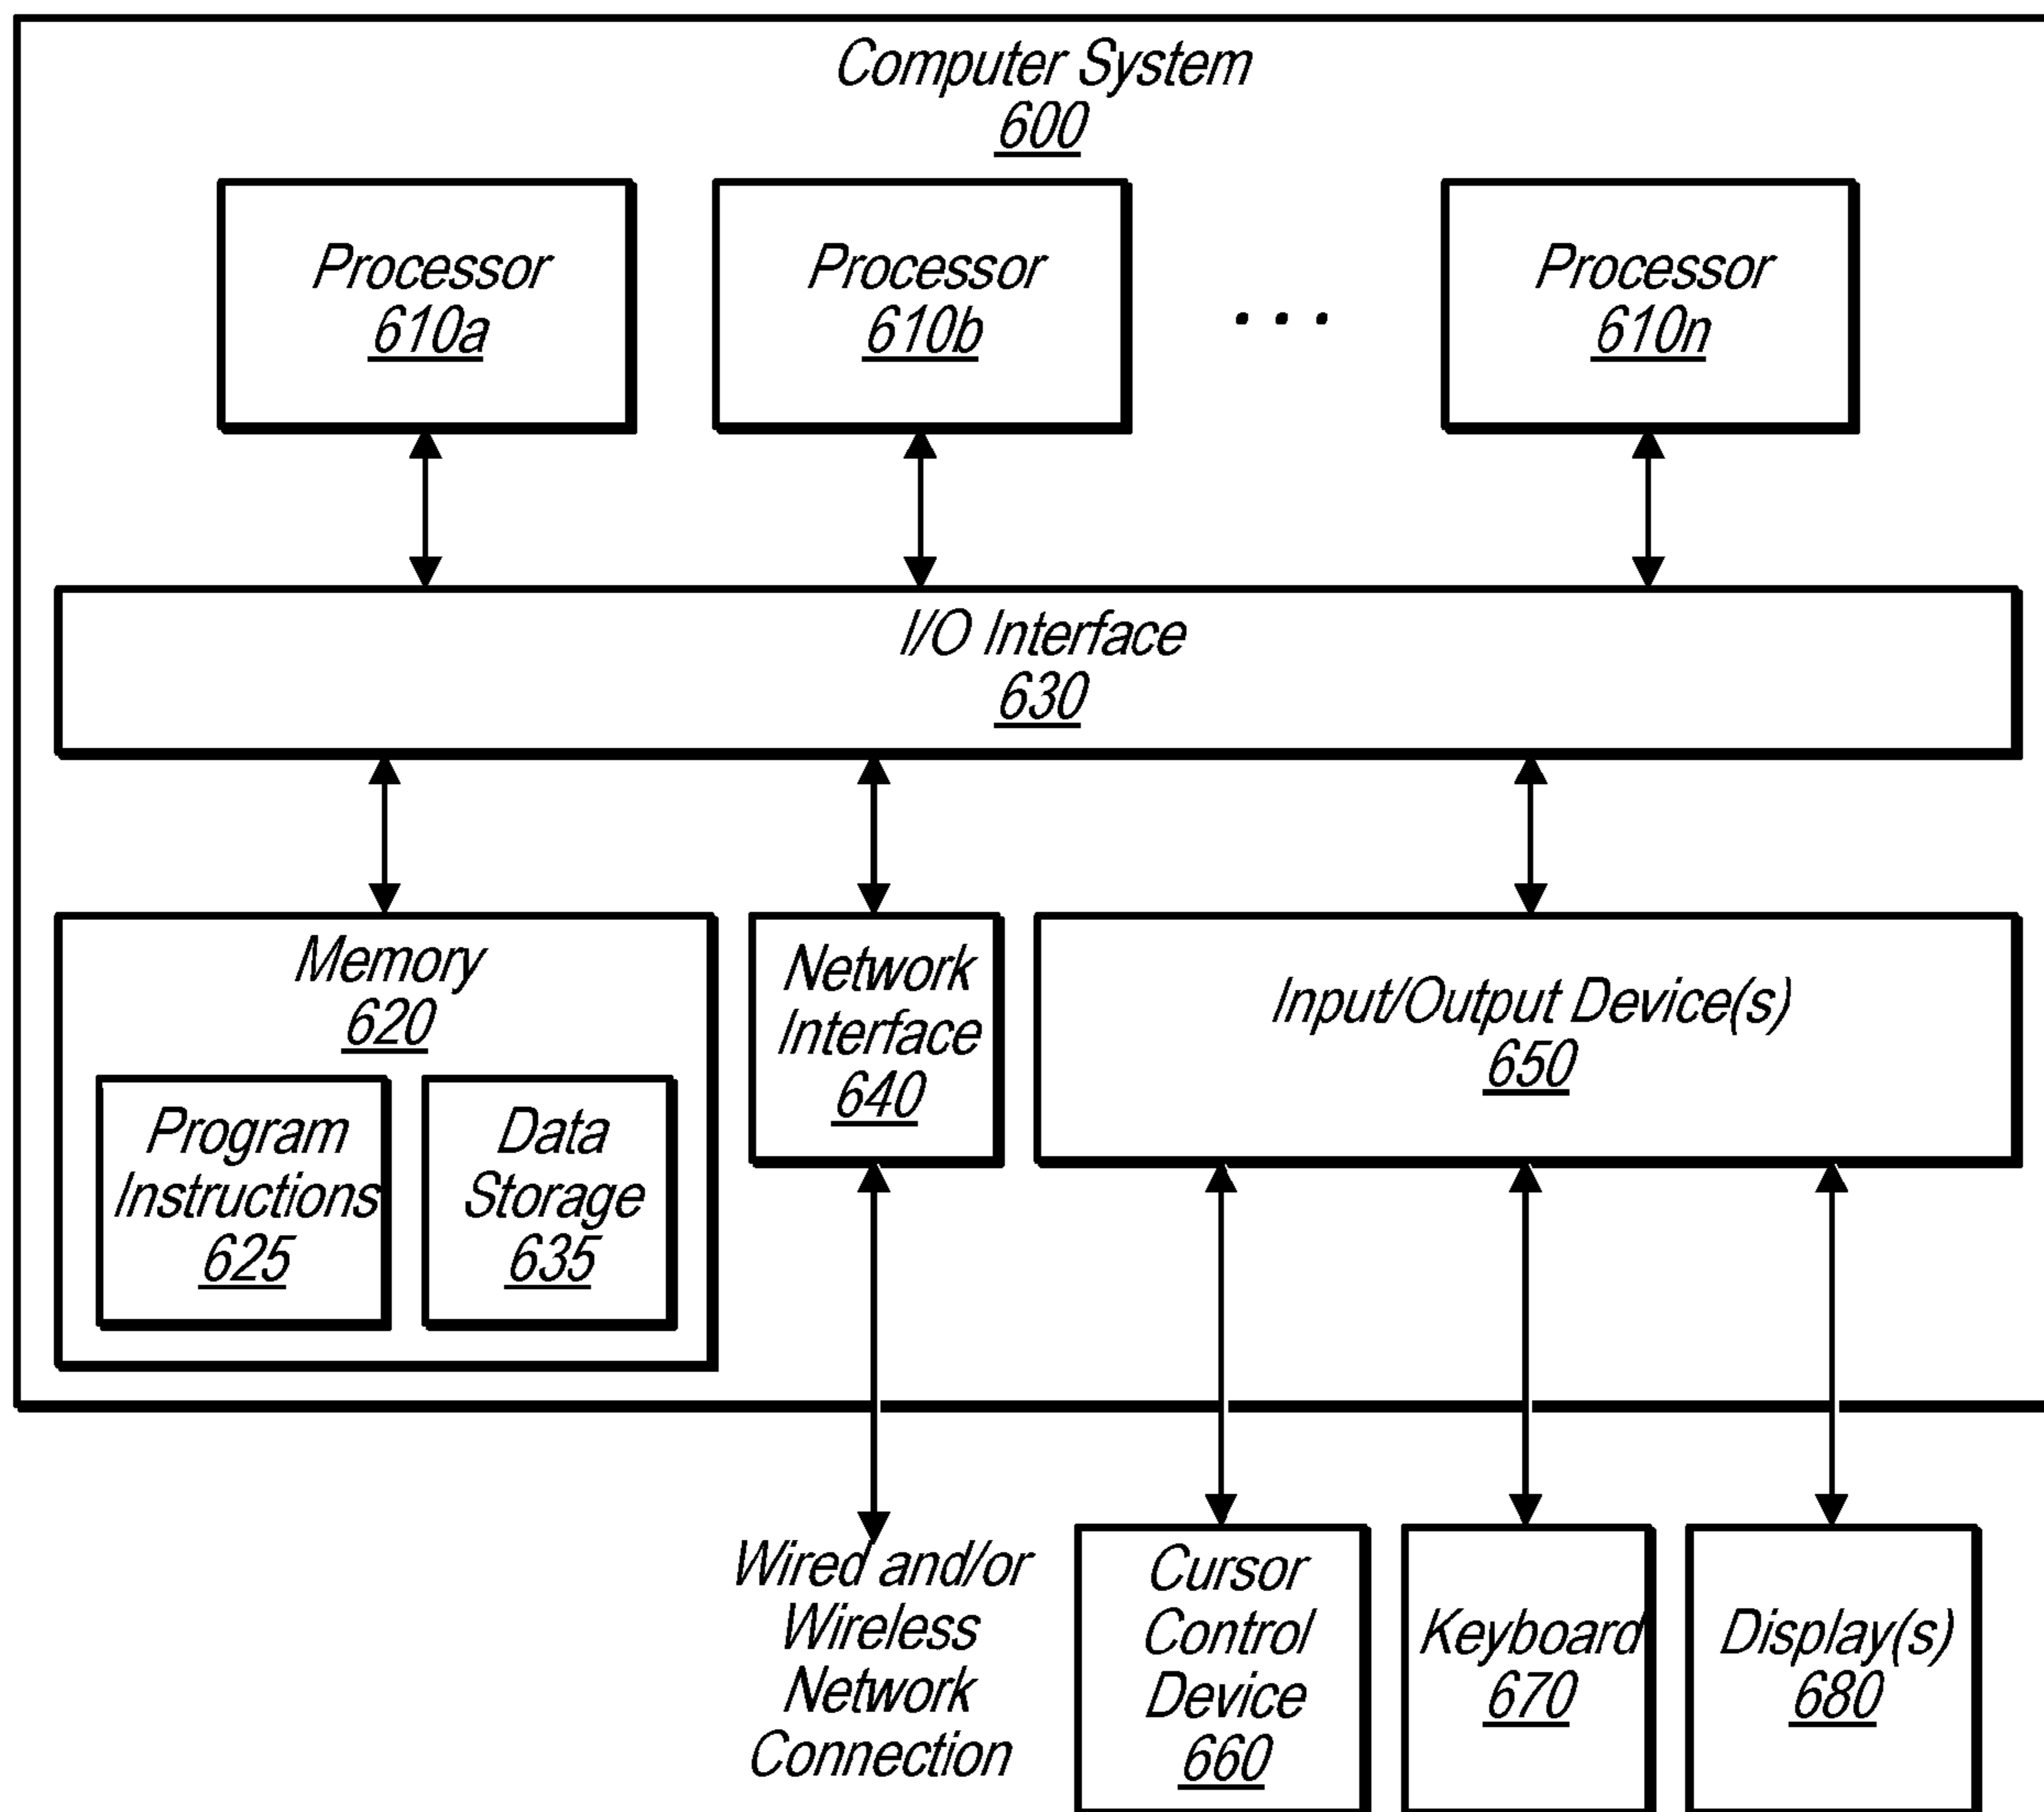 Computer System
600
Processor
610a
Processor
610b
. . .
Processor
610n
I/O Interface
630
Memory
620
Program
Instructions
625
Data
Storage
635
Network
Interface
640
Input/Output Device(s)
650
Wired and/or
Wireless
Network
Connection
Cursor
Control
Device
660
Keyboard
670
Display(s)
680